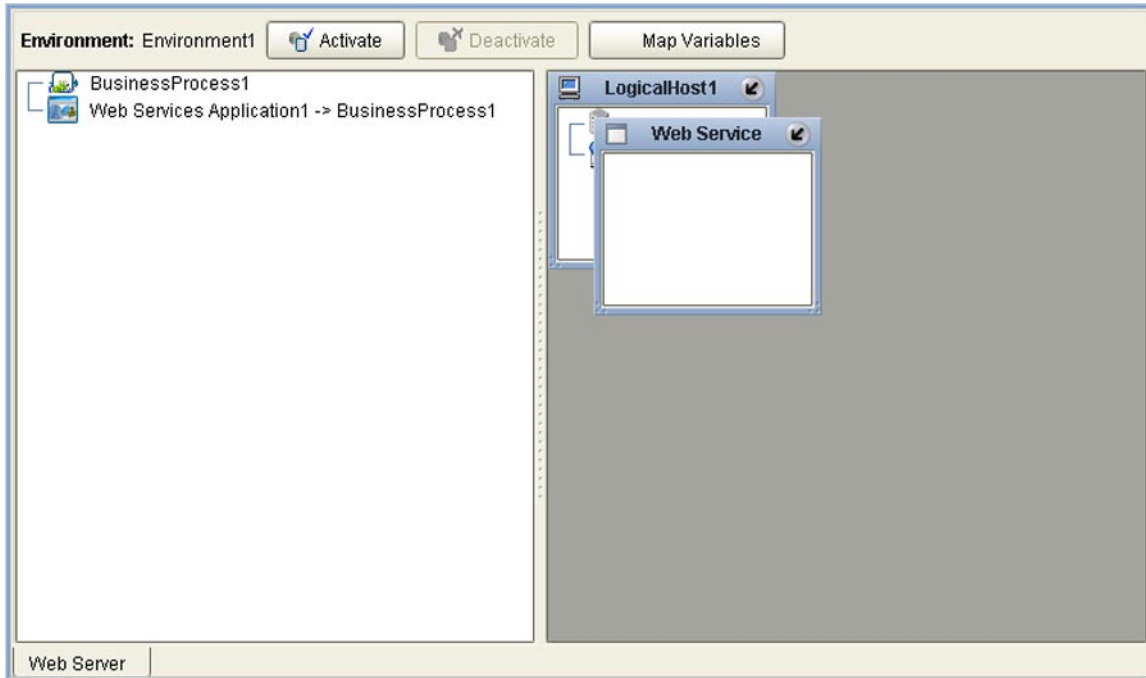 Environment: Environment1 Activate Deactivate Map Variables
BusinessProcess1
Web Services Application1 -> BusinessProcess1
LogicalHost1
Web Service
Web Server